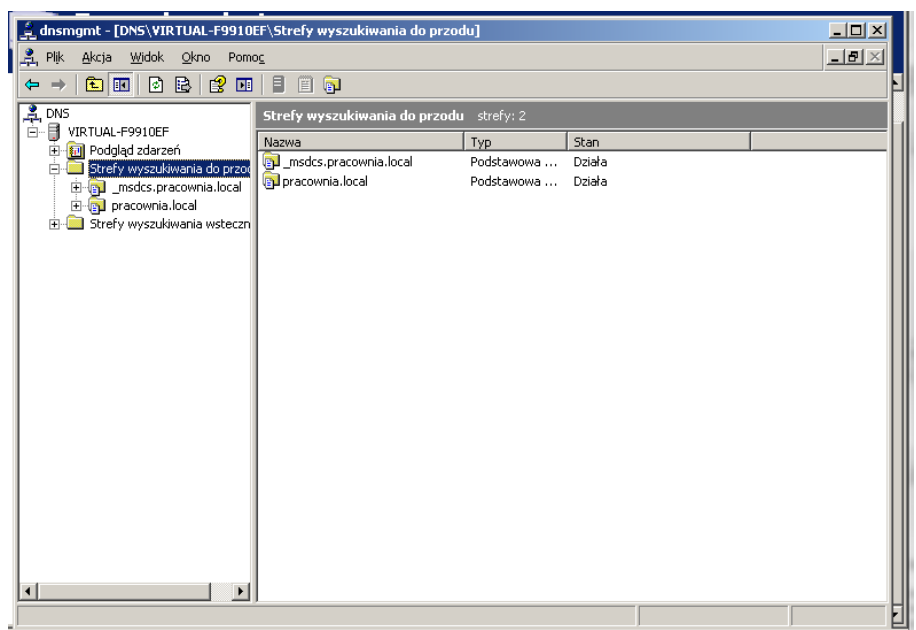 dnsmgmt - [DNS\VIRTUAL-F9910EF\Strefy wyszukiwania do przodu]
Plik Akcja Widok Okno Pomoc
DNS
VIRTUAL-F9910EF
Podgląd zdarzeń
Strefy wyszukiwania do przod
_msdcs.pracownia.local
pracownia.local
Strefy wyszukiwania wsteczn
Strefy wyszukiwania do przodu strefy: 2
Nazwa Typ Stan
_msdcs.pracownia.local Podstawowa ... Działa
pracownia.local Podstawowa ... Działa